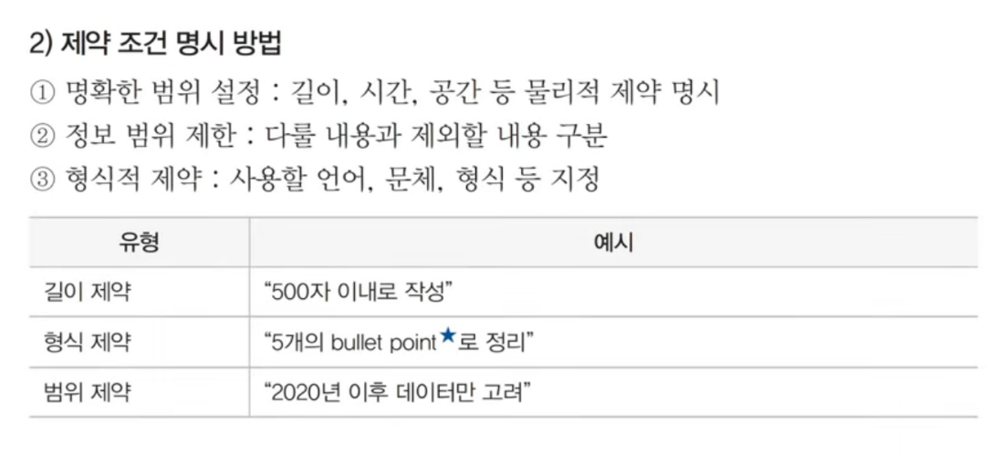 2) 제약 조건 명시 방법
① 명확한 범위 설정 : 길이, 시간, 공간 등 물리적 제약 명시
② 정보 범위 제한 : 다룰 내용과 제외할 내용 구분
③ 형식적 제약 : 사용할 언어, 문체, 형식 등 지정
유형 예시
길이 제약 “500자 이내로 작성”
형식 제약 “5개의 bullet point★로 정리”
범위 제약 “2020년 이후 데이터만 고려”